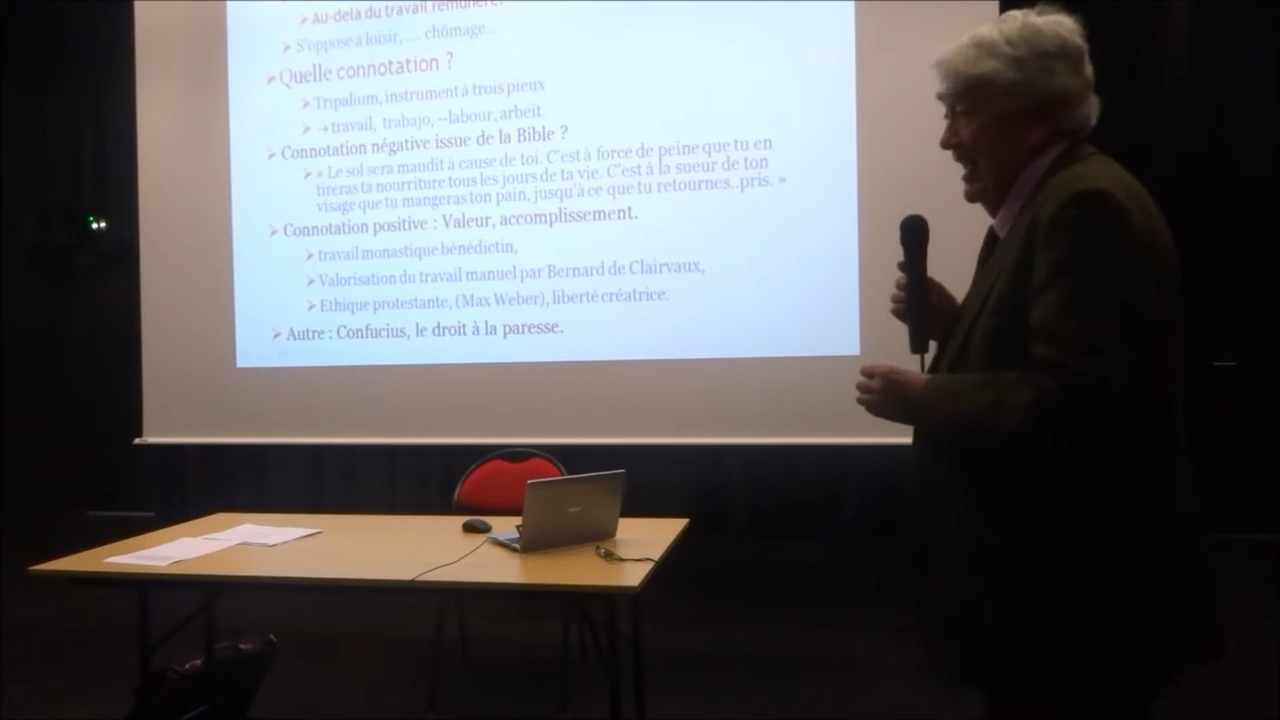 ➢ Au-delà du travail rémunéré.
➢ S'oppose à loisir, .... chômage...
➢ Quelle connotation ?
➢ Tripalium, instrument à trois pieux
➢ → travail, trabajo, --labour, arbeit.
➢ Connotation négative issue de la Bible ?
➢ « Le sol sera maudit à cause de toi. C'est à force de peine que tu en
tireras ta nourriture tous les jours de ta vie. C'est à la sueur de ton
visage que tu mangeras ton pain, jusqu'à ce que tu retournes..pris. »
➢ Connotation positive : Valeur, accomplissement.
➢ travail monastique bénédictin,
➢ Valorisation du travail manuel par Bernard de Clairvaux,
➢ Ethique protestante, (Max Weber), liberté créatrice.
➢ Autre : Confucius, le droit à la paresse.